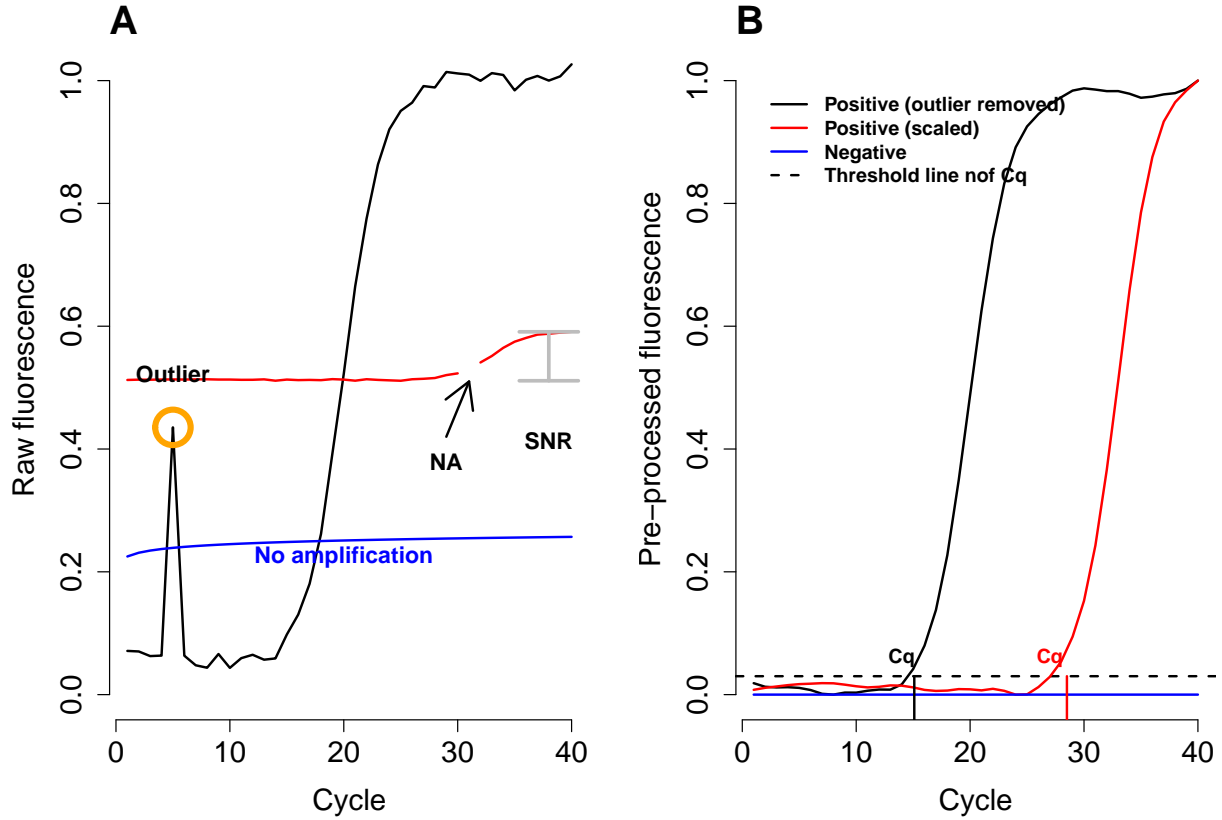 A
Raw fluorescence
1.0
0.8
0.6
0.4
0.2
0.0
Outlier
NA
SNR
No amplification
0
10
20
30
40
Cycle
B
Pre−processed fluorescence
1.0
0.8
0.6
0.4
0.2
0.0
Positive (outlier removed)
Positive (scaled)
Negative
Threshold line nof Cq
Cq
Cq
0
10
20
30
40
Cycle